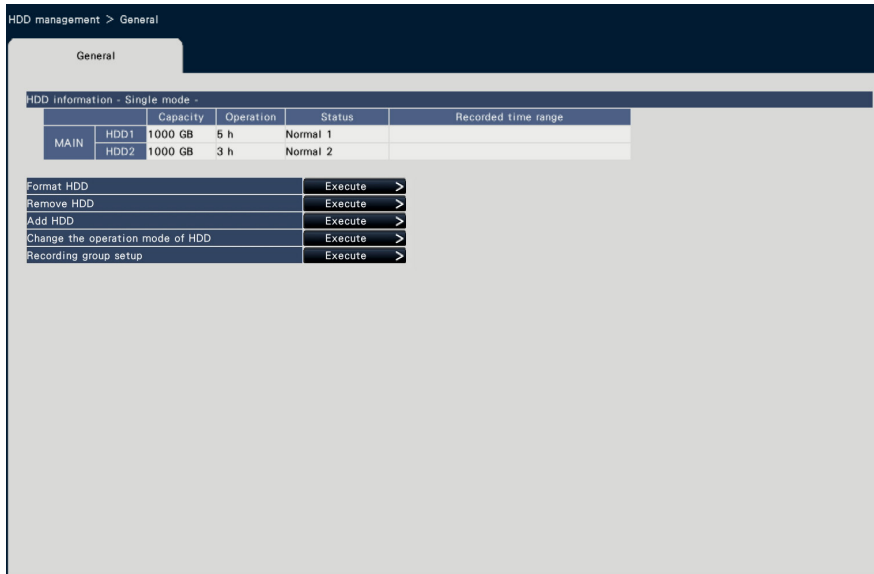 HDD management > General
General
HDD information - Single mode -
Capacity Operation Status Recorded time range
MAIN HDD1 1000 GB 5 h Normal 1
HDD2 1000 GB 3 h Normal 2
Format HDD Execute >
Remove HDD Execute >
Add HDD Execute >
Change the operation mode of HDD Execute >
Recording group setup Execute >